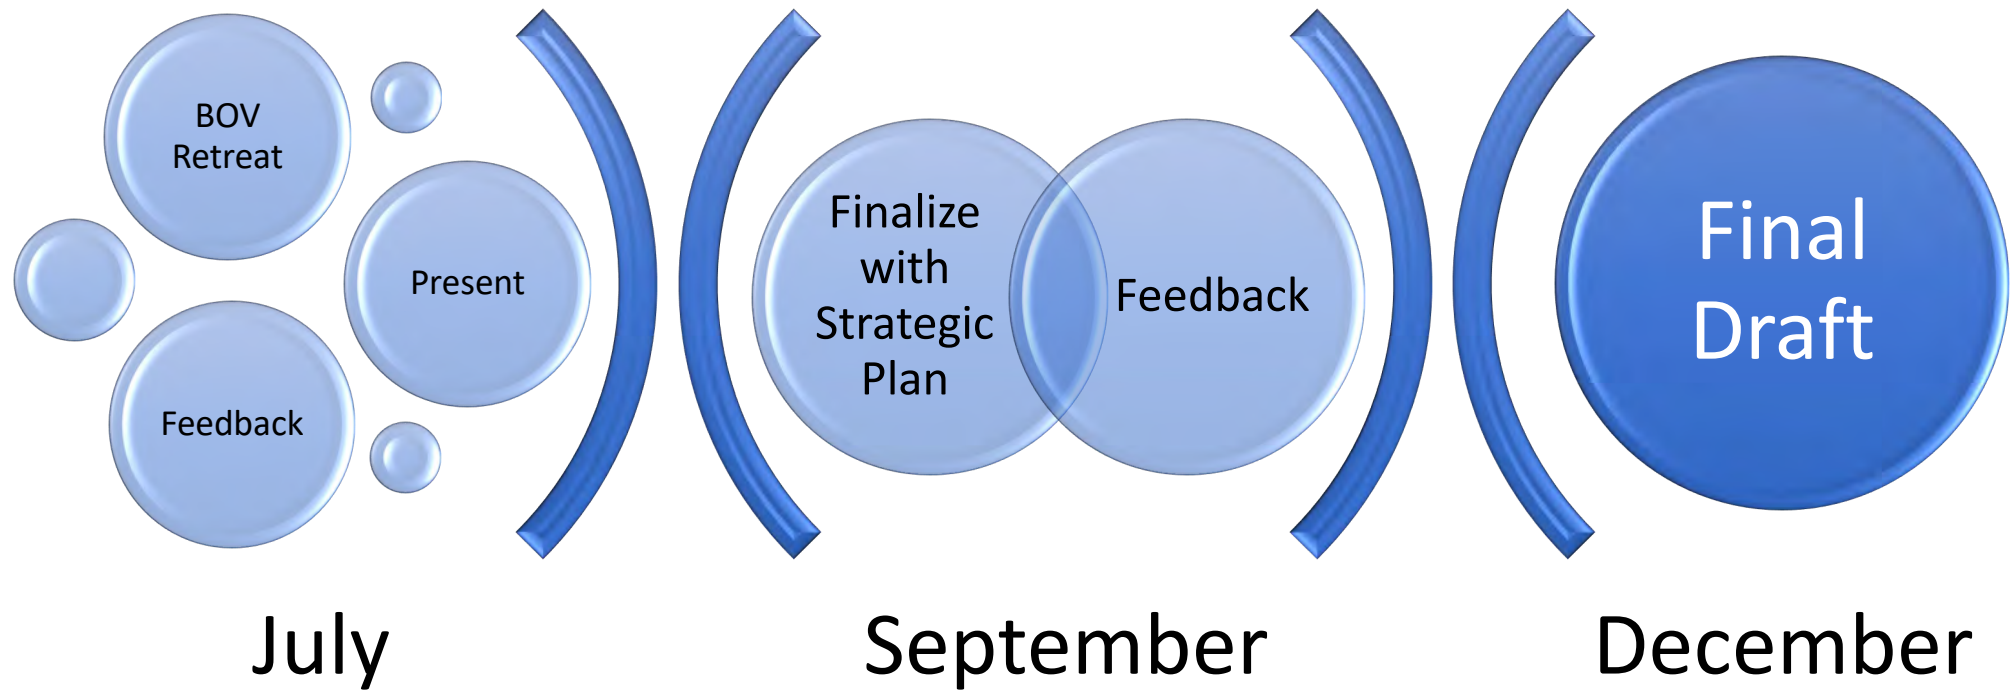 BOV
Retreat
Present
Feedback
Finalize
with
Strategic
Plan
Feedback
Final
Draft
July
September
December